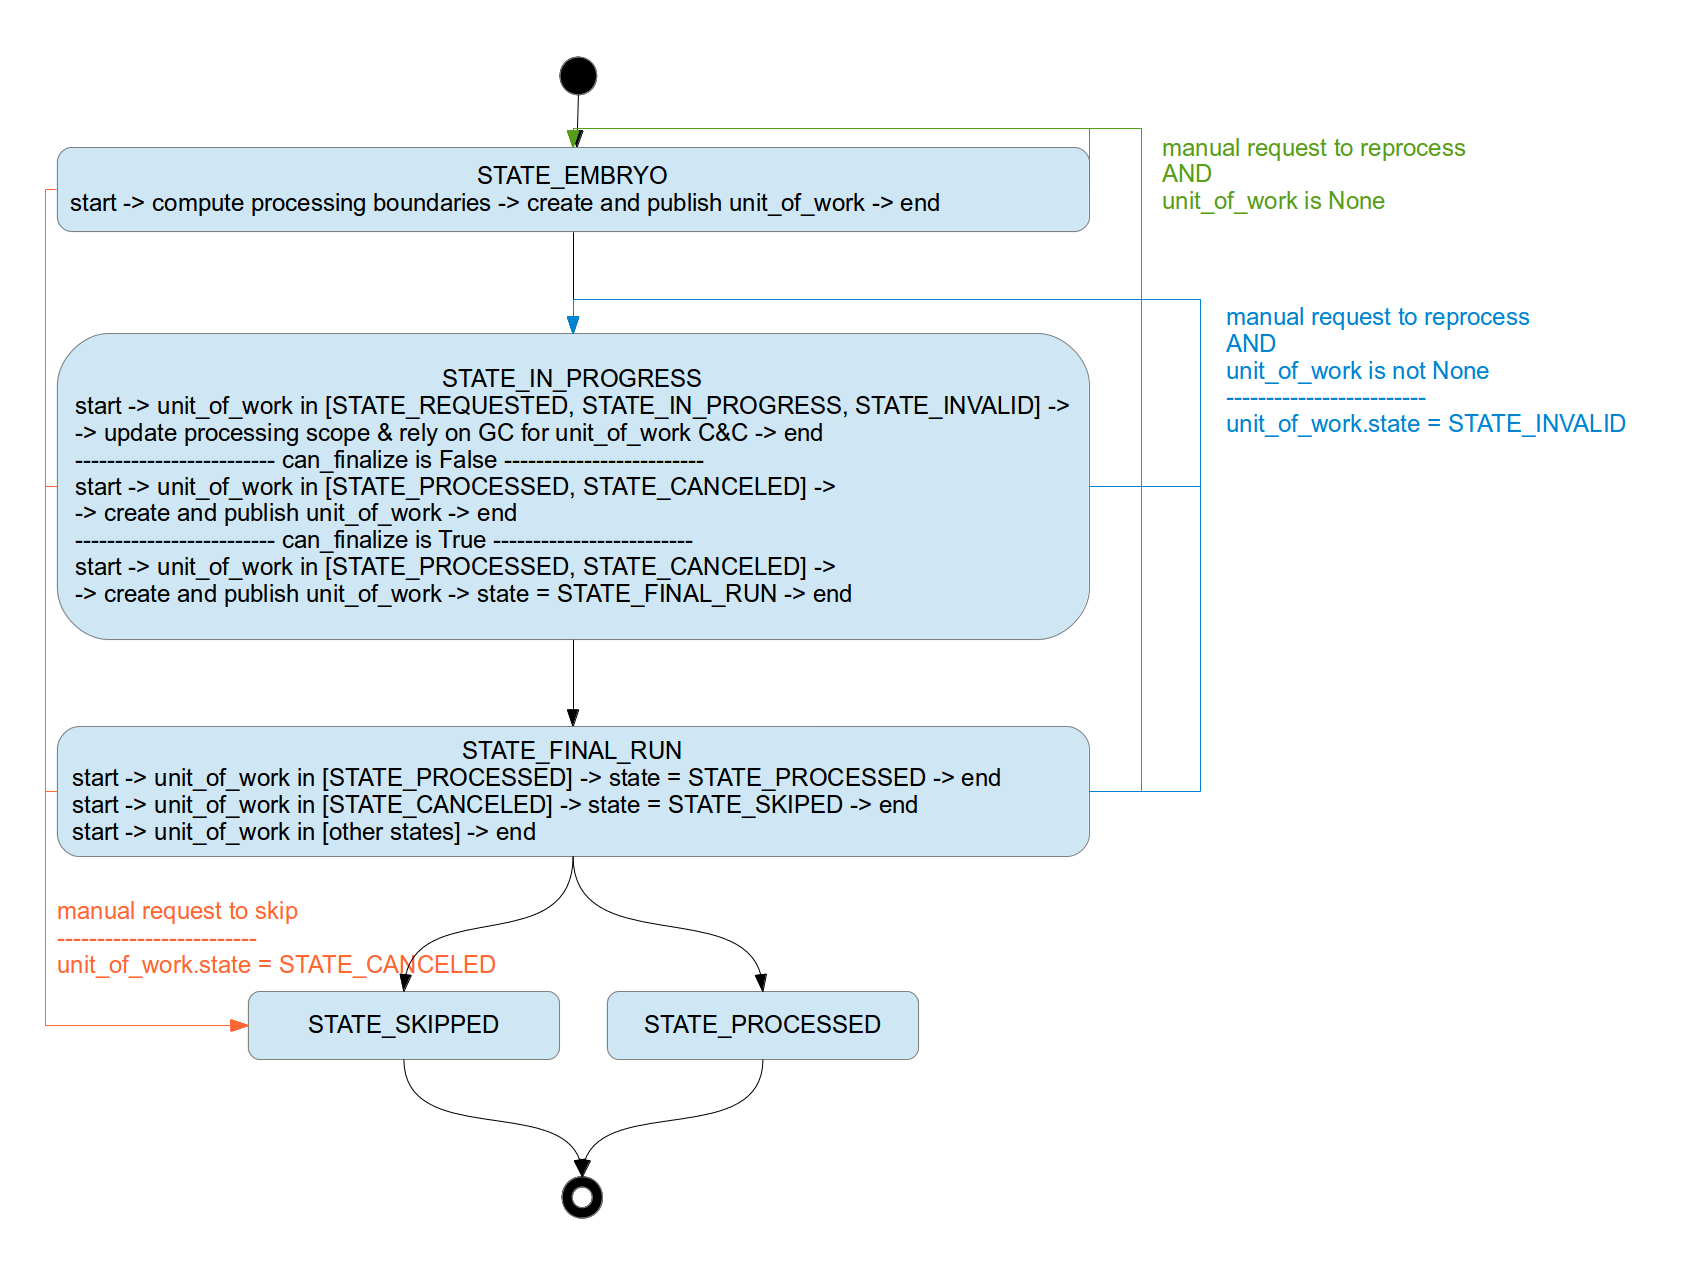 STATE_EMBRYO
start -> compute processing boundaries -> create and publish unit_of_work -> end
manual request to reprocess
AND
unit_of_work is None
manual request to reprocess
AND
unit_of_work is not None
-------------------------
unit_of_work.state = STATE_INVALID
STATE_IN_PROGRESS
start -> unit_of_work in [STATE_REQUESTED, STATE_IN_PROGRESS, STATE_INVALID] ->
-> update processing scope & rely on GC for unit_of_work C&C -> end
------------------------- can_finalize is False -------------------------
start -> unit_of_work in [STATE_PROCESSED, STATE_CANCELED] ->
-> create and publish unit_of_work -> end
------------------------- can_finalize is True -------------------------
start -> unit_of_work in [STATE_PROCESSED, STATE_CANCELED] ->
-> create and publish unit_of_work -> state = STATE_FINAL_RUN -> end
STATE_FINAL_RUN
start -> unit_of_work in [STATE_PROCESSED] -> state = STATE_PROCESSED -> end
start -> unit_of_work in [STATE_CANCELED] -> state = STATE_SKIPED -> end
start -> unit_of_work in [other states] -> end
manual request to skip
-------------------------
unit_of_work.state = STATE_CANCELED
STATE_SKIPPED
STATE_PROCESSED